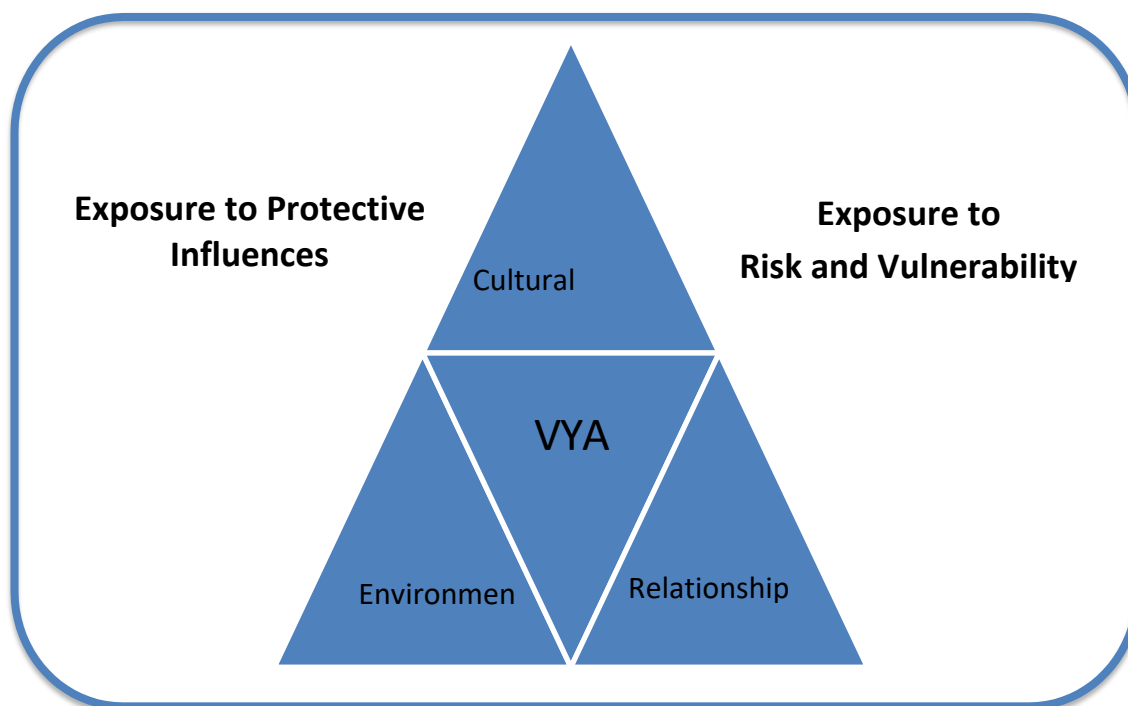 Exposure to Protective
Influences
Exposure to
Risk and Vulnerability
Cultural
VYA
Environmen
Relationship